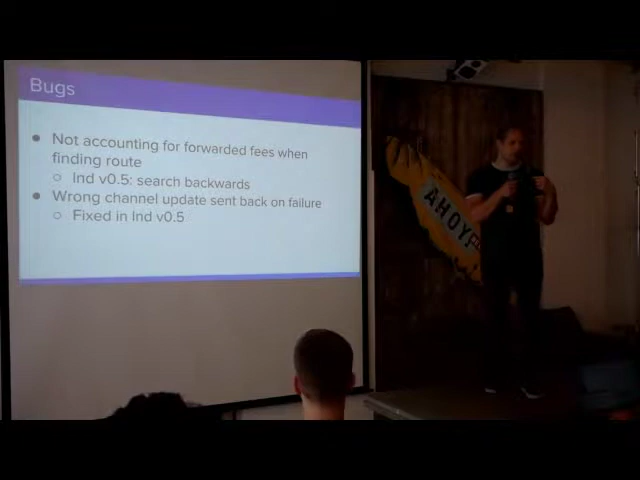 Bugs
● Not accounting for forwarded fees when
finding route
○ lnd v0.5: search backwards
● Wrong channel update sent back on failure
○ Fixed in lnd v0.5
AHOY!